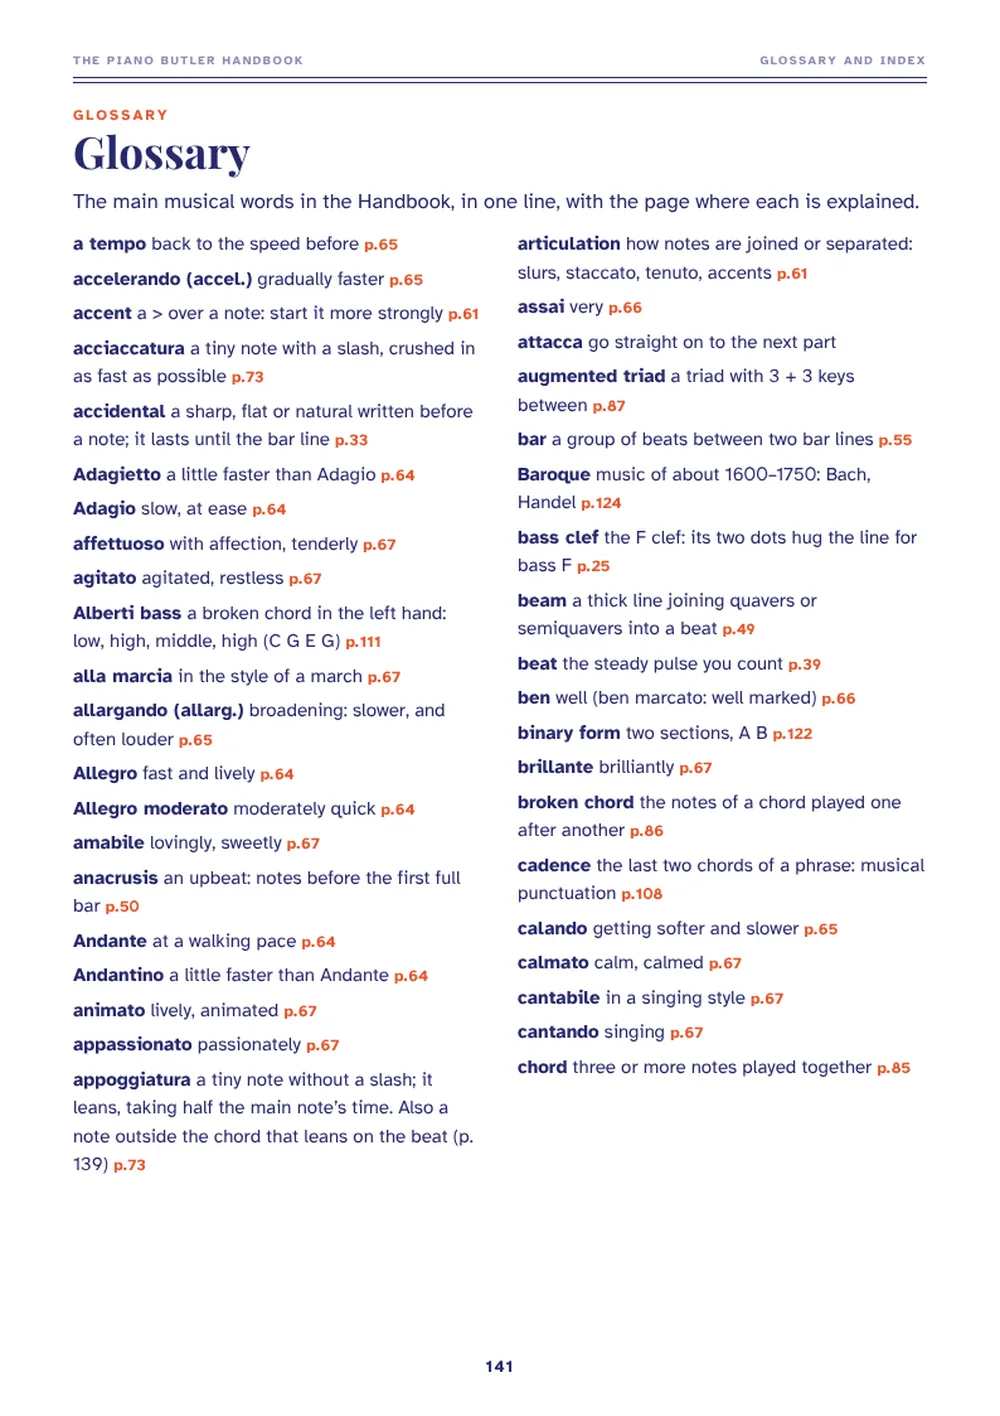 THE PIANO BUTLER HANDBOOK
GLOSSARY AND INDEX
GLOSSARY
Glossary
The main musical words in the Handbook, in one line, with the page where each is explained.
a tempo back to the speed before p.65
accelerando (accel.) gradually faster p.65
accent a > over a note: start it more strongly p.61
acciaccatura a tiny note with a slash, crushed in
as fast as possible p.73
accidental a sharp, flat or natural written before
a note; it lasts until the bar line p.33
Adagietto a little faster than Adagio p.64
Adagio slow, at ease p.64
affettuoso with affection, tenderly p.67
agitato agitated, restless p.67
Alberti bass a broken chord in the left hand:
low, high, middle, high (C G E G) p.111
alla marcia in the style of a march p.67
allargando (allarg.) broadening: slower, and
often louder p.65
Allegro fast and lively p.64
Allegro moderato moderately quick p.64
amabile lovingly, sweetly p.67
anacrusis an upbeat: notes before the first full
bar p.50
Andante at a walking pace p.64
Andantino a little faster than Andante p.64
animato lively, animated p.67
appassionato passionately p.67
appoggiatura a tiny note without a slash; it
leans, taking half the main note’s time. Also a
note outside the chord that leans on the beat (p.
139) p.73
articulation how notes are joined or separated:
slurs, staccato, tenuto, accents p.61
assai very p.66
attacca go straight on to the next part
augmented triad a triad with 3 + 3 keys
between p.87
bar a group of beats between two bar lines p.55
Baroque music of about 1600–1750: Bach,
Handel p.124
bass clef the F clef: its two dots hug the line for
bass F p.25
beam a thick line joining quavers or
semiquavers into a beat p.49
beat the steady pulse you count p.39
ben well (ben marcato: well marked) p.66
binary form two sections, A B p.122
brillante brilliantly p.67
broken chord the notes of a chord played one
after another p.86
cadence the last two chords of a phrase: musical
punctuation p.108
calando getting softer and slower p.65
calmato calm, calmed p.67
cantabile in a singing style p.67
cantando singing p.67
chord three or more notes played together p.85
141